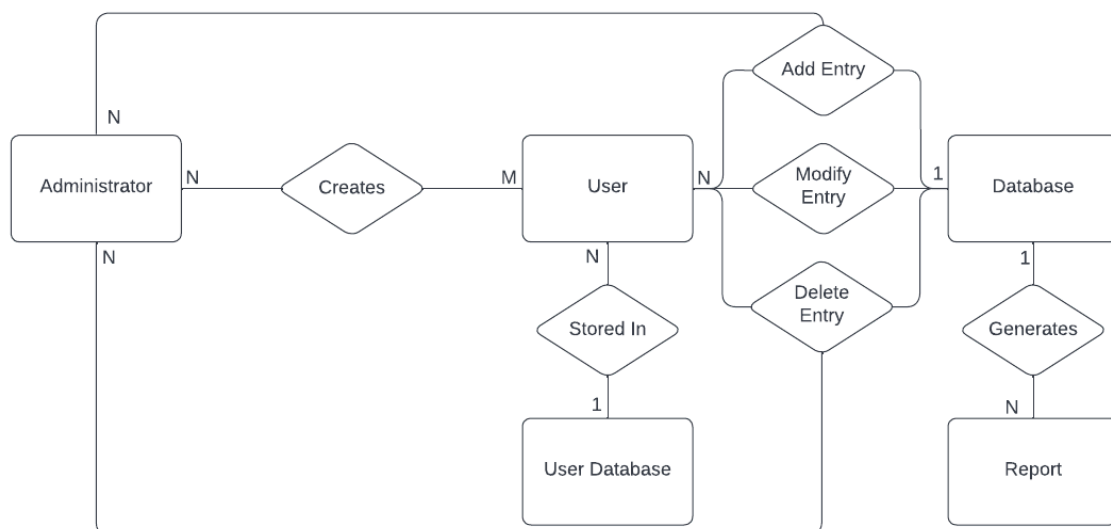 Add Entry
N
Administrator
N
Creates
M
User
N
Modify
Entry
1
Database
N
N
1
Delete
Entry
Stored In
Generates
1
N
User Database
Report